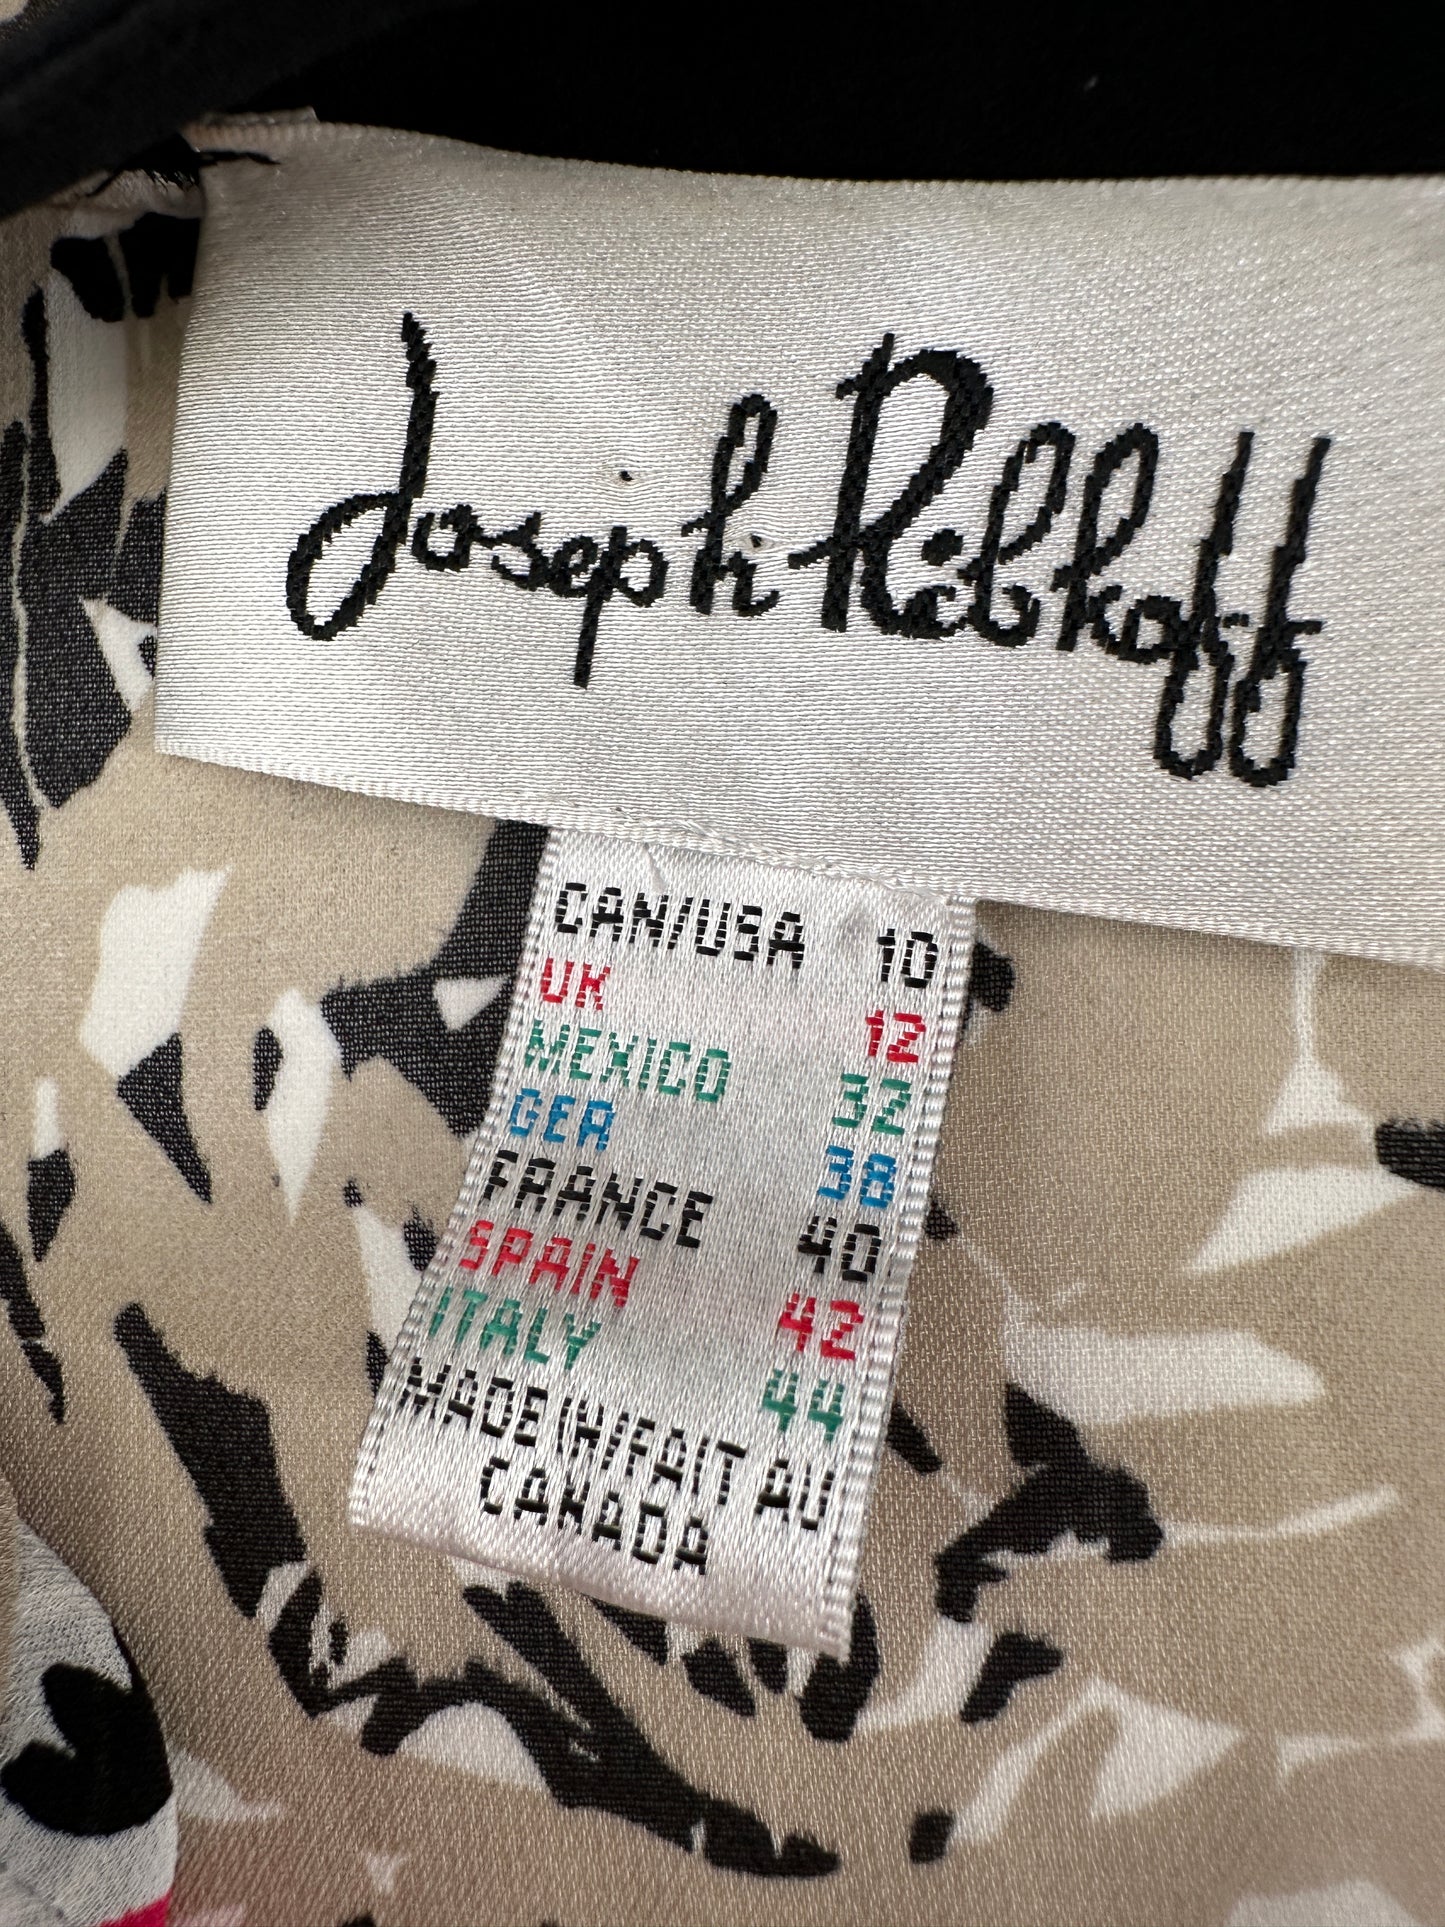 Joseph Ribkoff
CAN/USA 10
UK 12
MEXICO 32
GER 38
FRANCE 40
SPAIN 42
ITALY 44
MADE IN/FAIT AU
CANADA